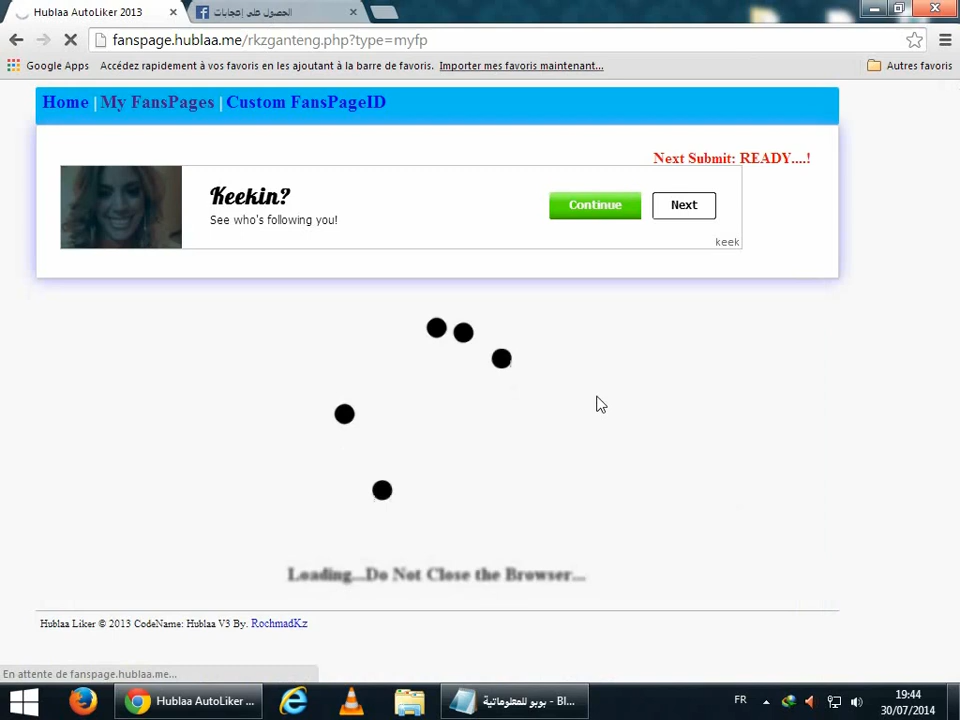 Hublaa AutoLiker 2013
الحصول على إعجابات
fanspage.hublaa.me/rkzganteng.php?type=myfp
Google Apps
Accédez rapidement à vos favoris en les ajoutant à la barre de favoris. Importer mes favoris maintenant...
Autres favoris
Home | My FansPages | Custom FansPageID
Next Submit: READY....!
Keekin?
See who's following you!
Continue
Next
keek
Loading...Do Not Close the Browser...
Hublaa Liker © 2013 CodeName: Hublaa V3 By. RochmadKz
En attente de fanspage.hublaa.me...
Hublaa AutoLiker ...
بوبو للمعلوماتية - Bl...
FR
19:44
30/07/2014